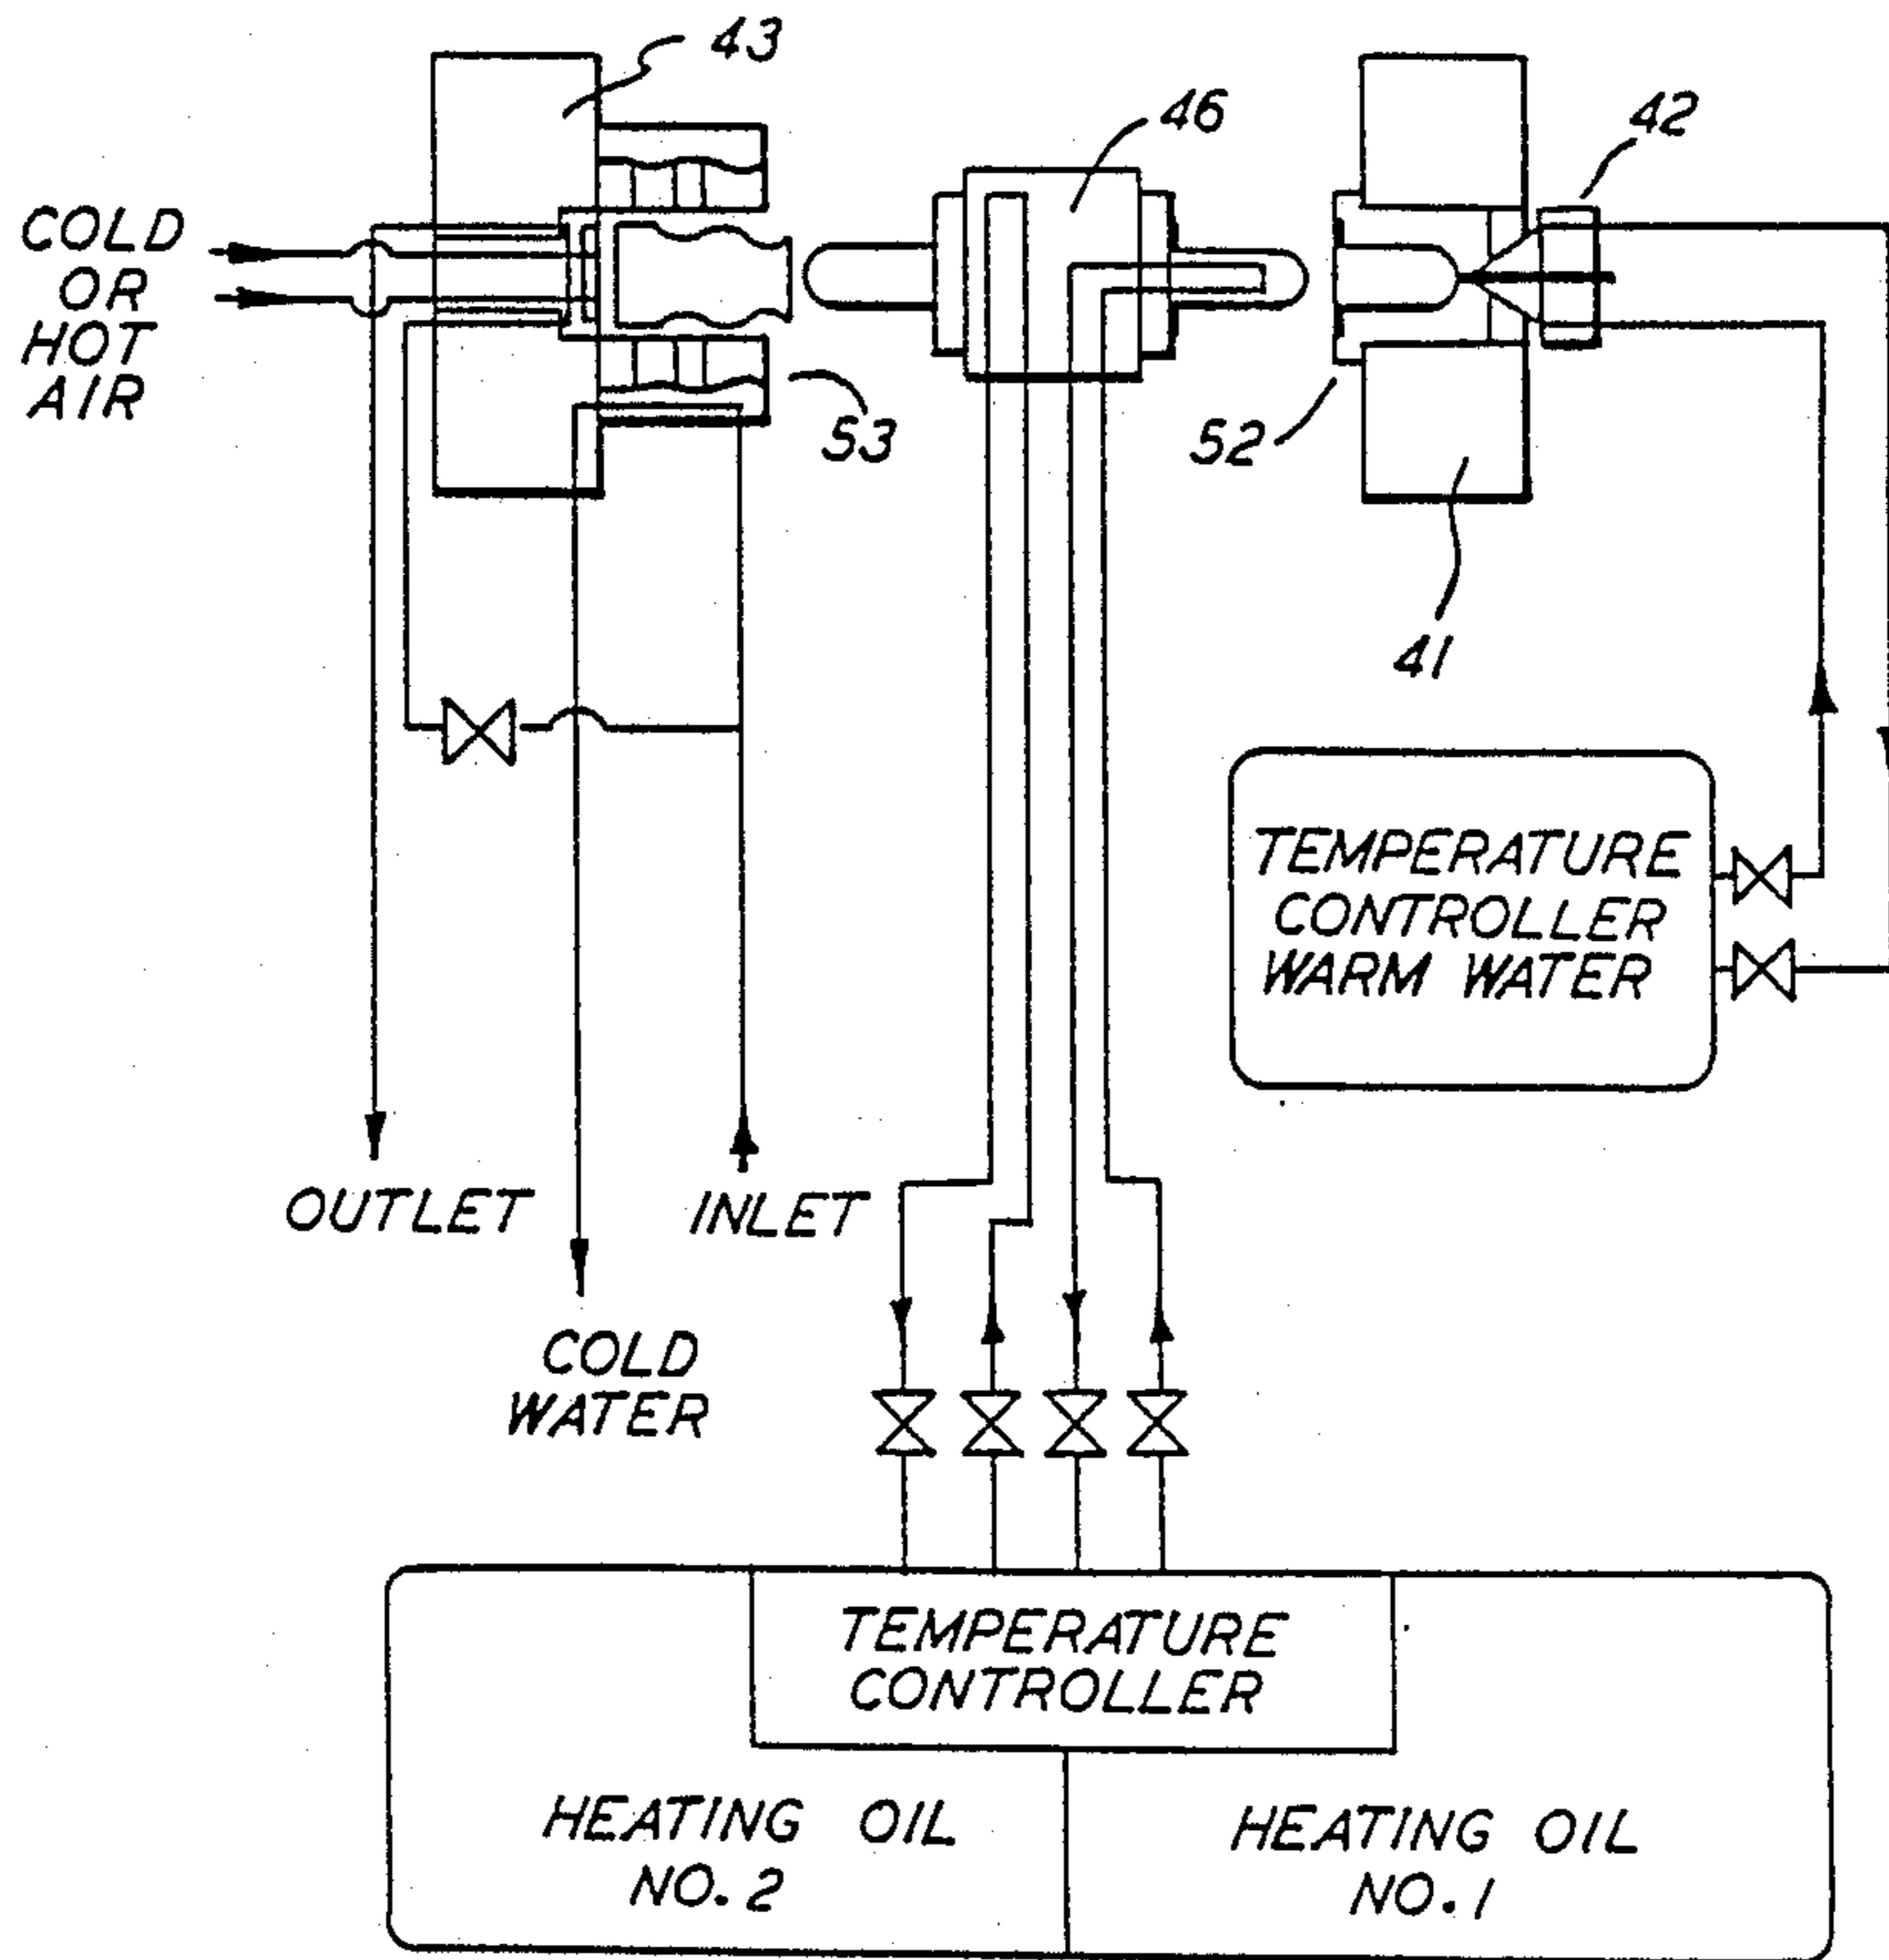 43
46
42
COLD
OR
HOT
AIR
53
52
41
TEMPERATURE
CONTROLLER
WARM WATER
OUTLET
INLET
COLD
WATER
TEMPERATURE
CONTROLLER
HEATING OIL
NO. 2
HEATING OIL
NO. 1